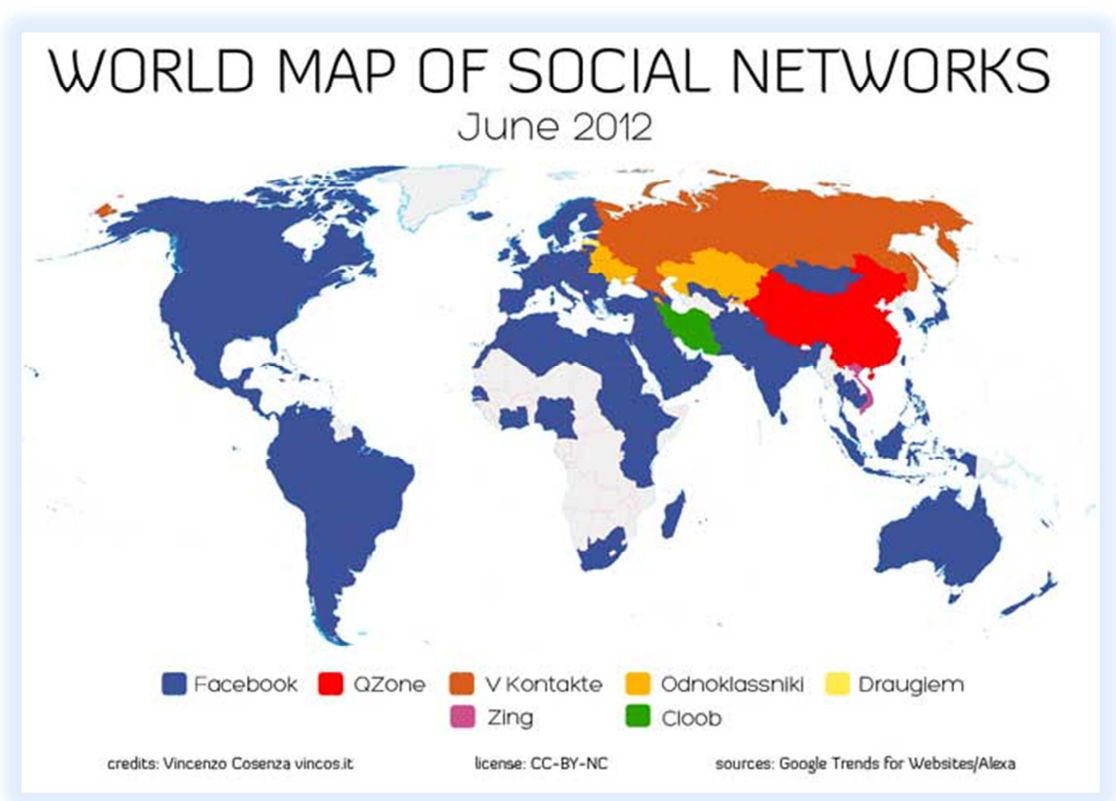 WORLD MAP OF SOCIAL NETWORKS
June 2012
Facebook QZone V Kontakte Odnoklassniki Draugiem
Zing Cloob
credits: Vincenzo Cosenza vincos.it license: CC-BY-NC sources: Google Trends for Websites/Alexa